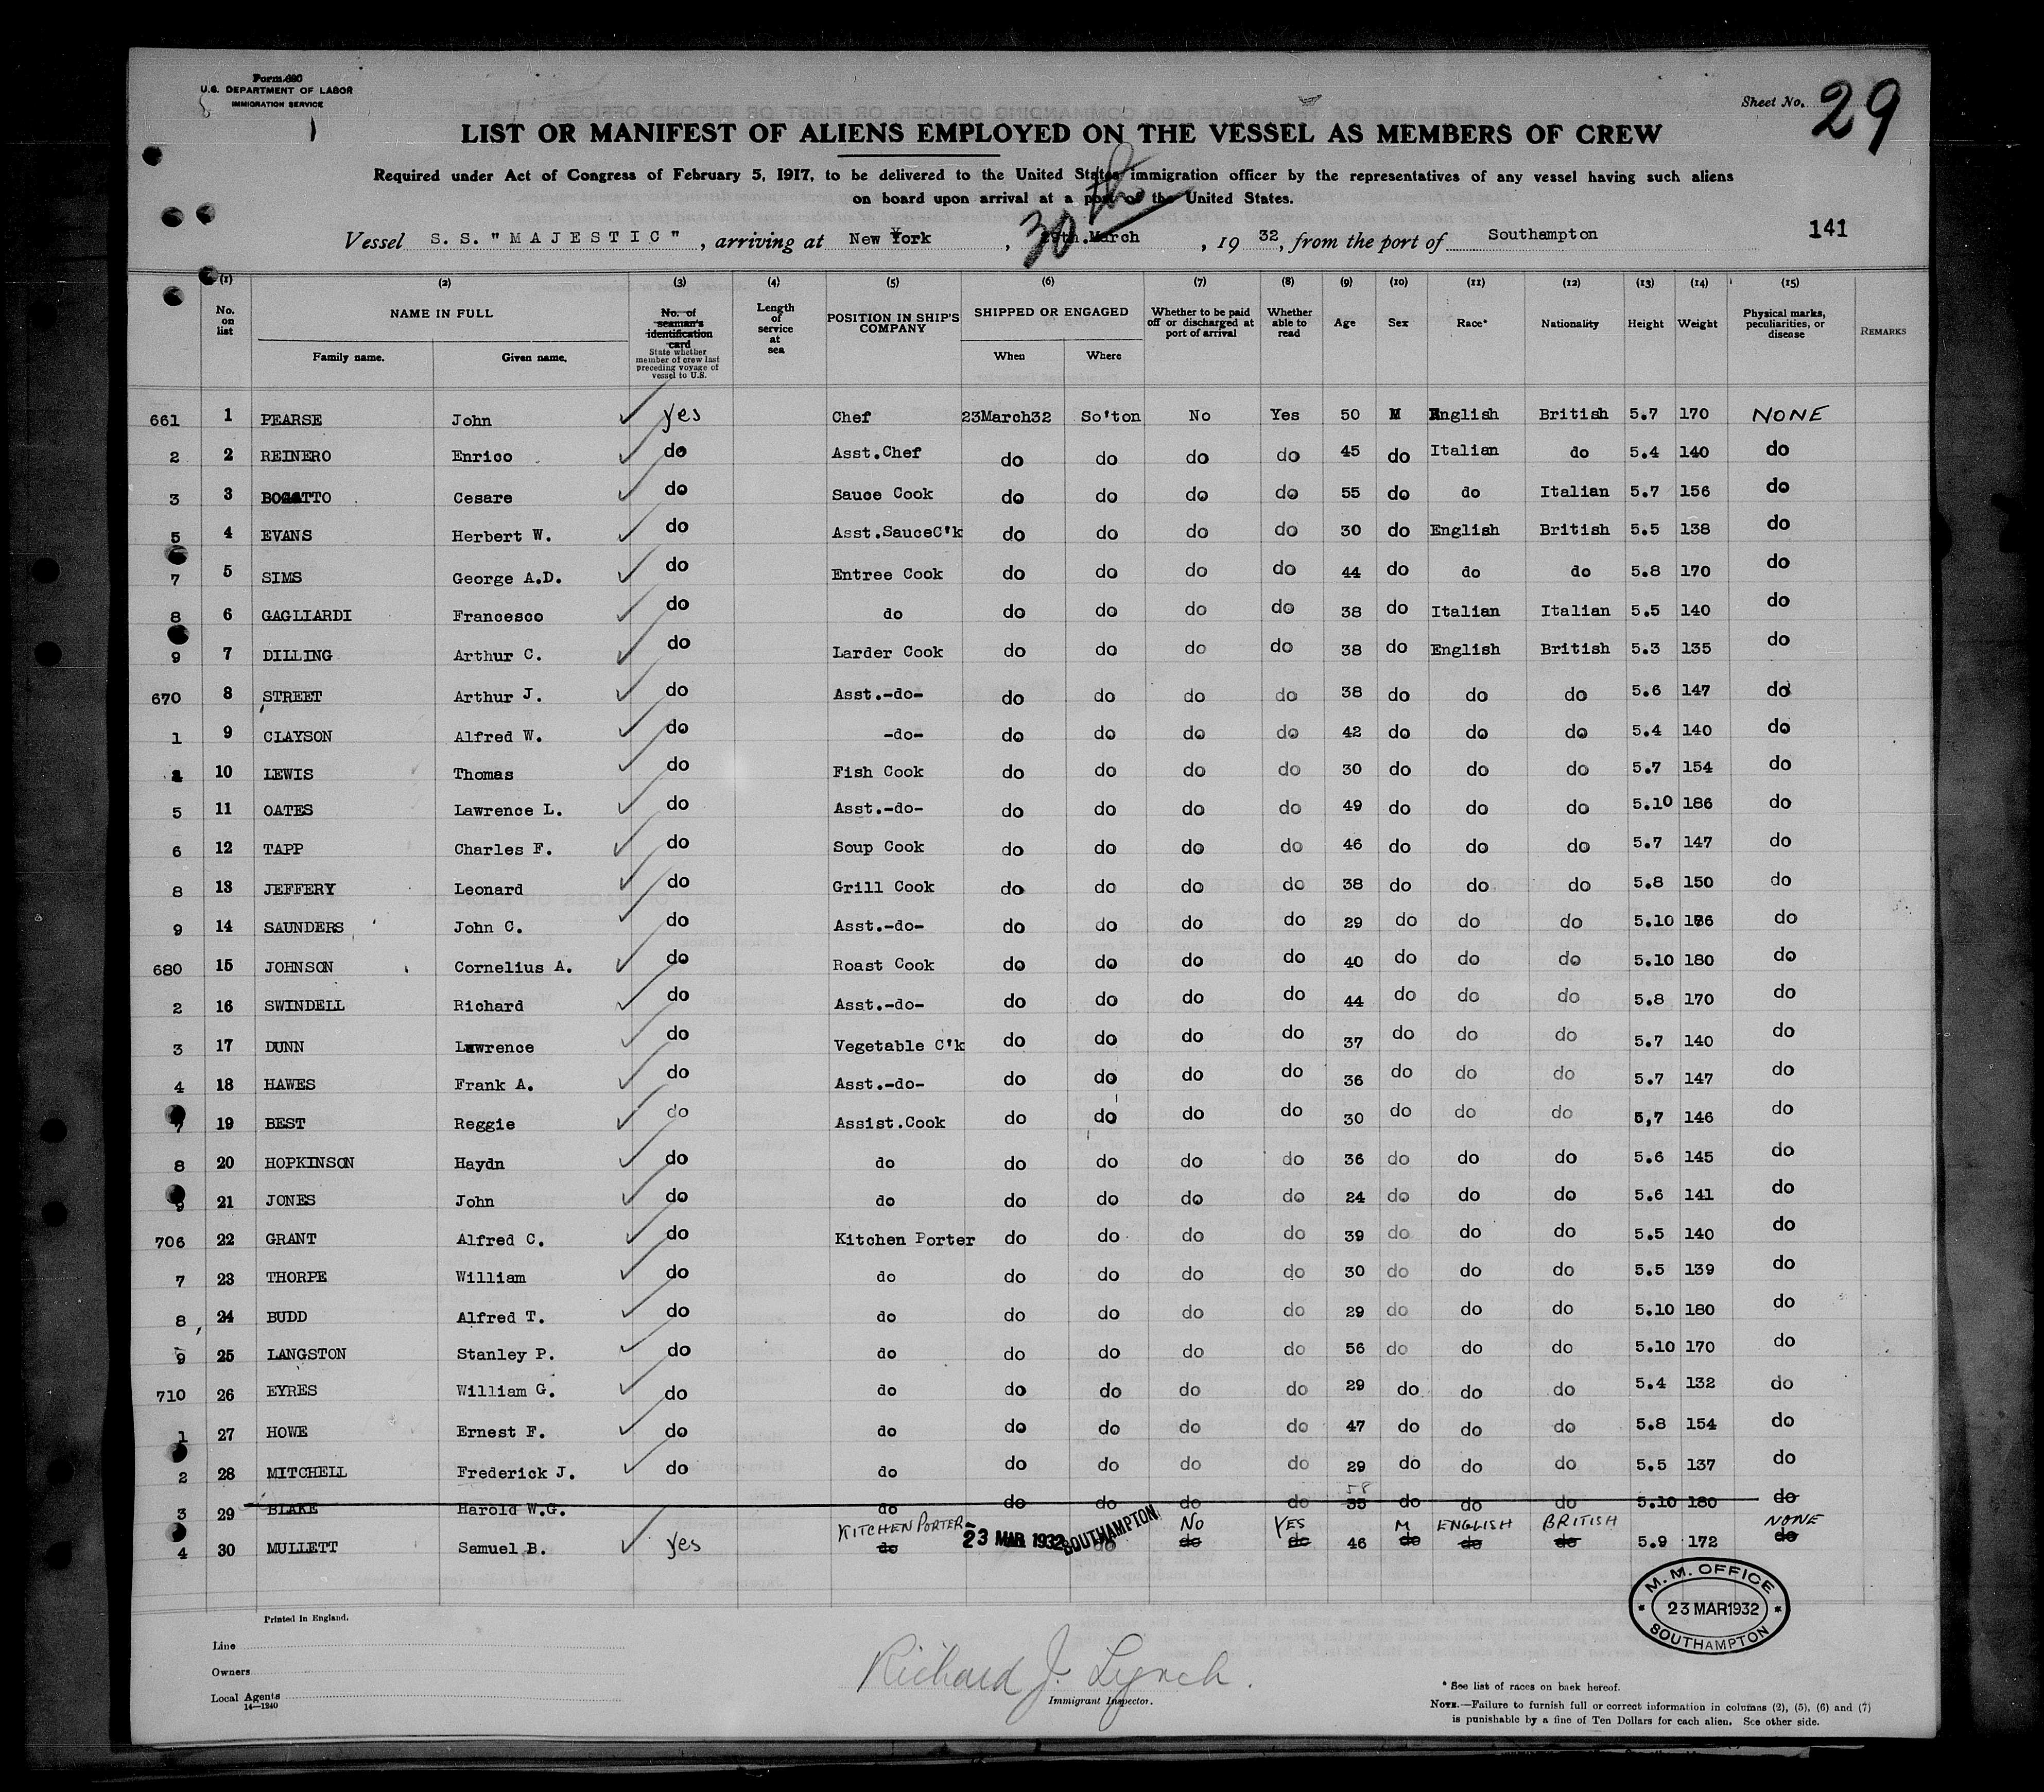 Form 680
U.S. DEPARTMENT OF LABOR
IMMIGRATION SERVICE
Sheet No. 29
LIST OR MANIFEST OF ALIENS EMPLOYED ON THE VESSEL AS MEMBERS OF CREW
Required under Act of Congress of February 5, 1917, to be delivered to the United States immigration officer by the representatives of any vessel having such aliens
on board upon arrival at a port of the United States.
Vessel S. S. "MAJESTIC", arriving at New York, 30th March, 1932, from the port of Southampton 141
(1) (2) (3) (4) (5) (6) (7) (8) (9) (10) (11) (12) (13) (14) (15)
No. on list NAME IN FULL Family name. Given name. No. of seaman's identification card State whether member of crew last preceding voyage of vessel to U.S. Length of service at sea POSITION IN SHIP'S COMPANY SHIPPED OR ENGAGED When Where Whether to be paid off or discharged at port of arrival Whether able to read Age Sex Race* Nationality Height Weight Physical marks, peculiarities, or disease REMARKS
661 1 PEARSE John yes Chef 23March32 So'ton No Yes 50 M English British 5.7 170 NONE
2 2 REINERO Enrico do Asst.Chef do do do do 45 do Italian do 5.4 140 do
3 3 Cesare do Sauce Cook do do do do 55 do do Italian 5.7 156 do
5 4 EVANS Herbert W. do Asst.SauceC'k do do do do 30 do English British 5.5 138 do
7 5 SIMS George A.D. do Entree Cook do do do do 44 do do do 5.8 170 do
8 6 GAGLIARDI Francesco do do do do do do 38 do Italian Italian 5.5 140 do
9 7 DILLING Arthur C. do Larder Cook do do do do 38 do English British 5.3 135 do
670 8 STREET Arthur J. do Asst.-do- do do do do 38 do do do 5.6 147 do
1 9 CLAYSON Alfred W. do -do- do do do do 42 do do do 5.4 140 do
10 LEWIS Thomas do Fish Cook do do do do 30 do do do 5.7 154 do
5 11 OATES Lawrence L. do Asst.-do- do do do do 49 do do do 5.10 186 do
6 12 TAPP Charles F. do Soup Cook do do do do 46 do do do 5.7 147 do
8 13 JEFFERY Leonard do Grill Cook do do do do 38 do do do 5.8 150 do
9 14 SAUNDERS John C. do Asst.-do- do do do do 29 do do do 5.10 do
680 15 JOHNSON Cornelius A. do Roast Cook do do do do 40 do do do 5.10 180 do
2 16 SWINDELL Richard do Asst.-do- do do do do 44 do do do 5.8 170 do
3 17 DUNN Lawrence do Vegetable C'k do do do do 37 do do do 5.7 140 do
4 18 HAWES Frank A. do Asst.-do- do do do do 36 do do do 5.7 147 do
7 19 BEST Reggie do Assist.Cook do do do do 30 do do do 5,7 146 do
8 20 HOPKINSON Haydn do do do do do do 36 do do do 5.6 145 do
9 21 JONES John do do do do do do 24 do do do 5.6 141 do
706 22 GRANT Alfred C. do Kitchen Porter do do do do 39 do do do 5.5 140 do
7 23 THORPE William do do do do do do 30 do do do 5.5 139 do
8 24 BUDD Alfred T. do do do do do do 29 do do do 5.10 180 do
9 25 LANGSTON Stanley P. do do do do do do 56 do do do 5.10 170 do
710 26 EYRES William G. do do do do do do 29 do do do 5.4 132 do
1 27 HOWE Ernest F. do do do do do do 47 do do do 5.8 154 do
2 28 MITCHELL Frederick J. do do do do do do 29 do do do 5.5 137 do
58
3 29 BLAKE Harold W.G. do do do do do 35 do do do 5.10 180 do
KITCHEN PORTER 23 MAR 1932 SOUTHAMPTON NO YES M ENGLISH BRITISH NONE
4 30 MULLETT Samuel B. yes do do do do 46 do do do 5.9 172 do
M. M. OFFICE
* 23 MAR 1932 *
SOUTHAMPTON
Printed in England.
Line
Owners
Local Agents
14—1240
Richard J. Lynch.
Immigrant Inspector.
* See list of races on back hereof.
NOTE.—Failure to furnish full or correct information in columns (2), (5), (6) and (7)
is punishable by a fine of Ten Dollars for each alien. See other side.